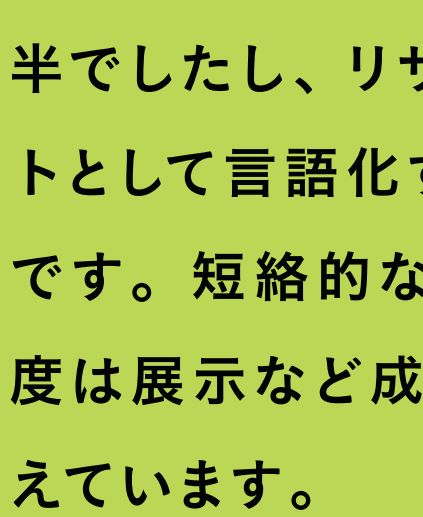 半でしたし、リサ
トとして言語化す
です。短絡的な
度は展示など成
えています。